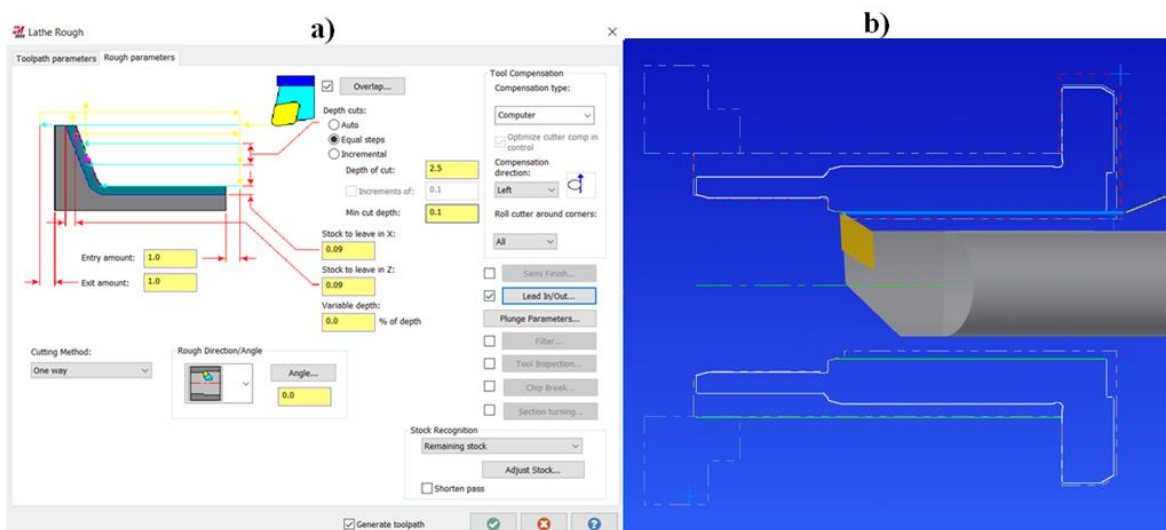 a)
b)
Lathe Rough
Toolpath parameters
Rough parameters
Overlap...
Depth cuts:
Auto
Equal steps
Incremental
Depth of cut:
2.5
Increments of:
0.1
Min cut depth:
0.1
Stock to leave in X:
0.09
Stock to leave in Z:
0.09
Variable depth:
0.0
% of depth
Entry amount:
1.0
Exit amount:
1.0
Cutting Method:
One way
Rough Direction/Angle
Angle...
0.0
Tool Compensation
Compensation type:
Computer
Optimize cutter comp in
control
Compensation
direction:
Left
Roll cutter around corners:
All
Semi Finish...
Lead In/Out...
Plunge Parameters...
Filter...
Tool Inspection...
Chip Break...
Section turning...
Stock Recognition
Remaining stock
Adjust Stock...
Shorten pass
Generate toolpath